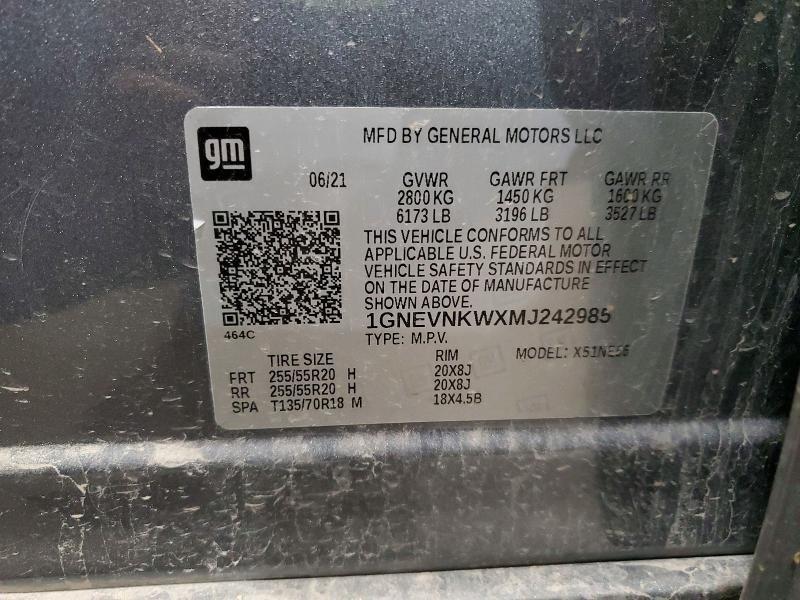 gm
MFD BY GENERAL MOTORS LLC
06/21 GVWR GAWR FRT GAWR RR
2800 KG 1450 KG 1600 KG
6173 LB 3196 LB 3527 LB
THIS VEHICLE CONFORMS TO ALL
APPLICABLE U.S. FEDERAL MOTOR
VEHICLE SAFETY STANDARDS IN EFFECT
ON THE DATE OF MANUFACTURE
SHOWN ABOVE.
464C
1GNEVNKWXMJ242985
TYPE: M.P.V. MODEL: X51NE56
TIRE SIZE RIM
FRT 255/55R20 H 20X8J
RR 255/55R20 H 20X8J
SPA T135/70R18 M 18X4.5B